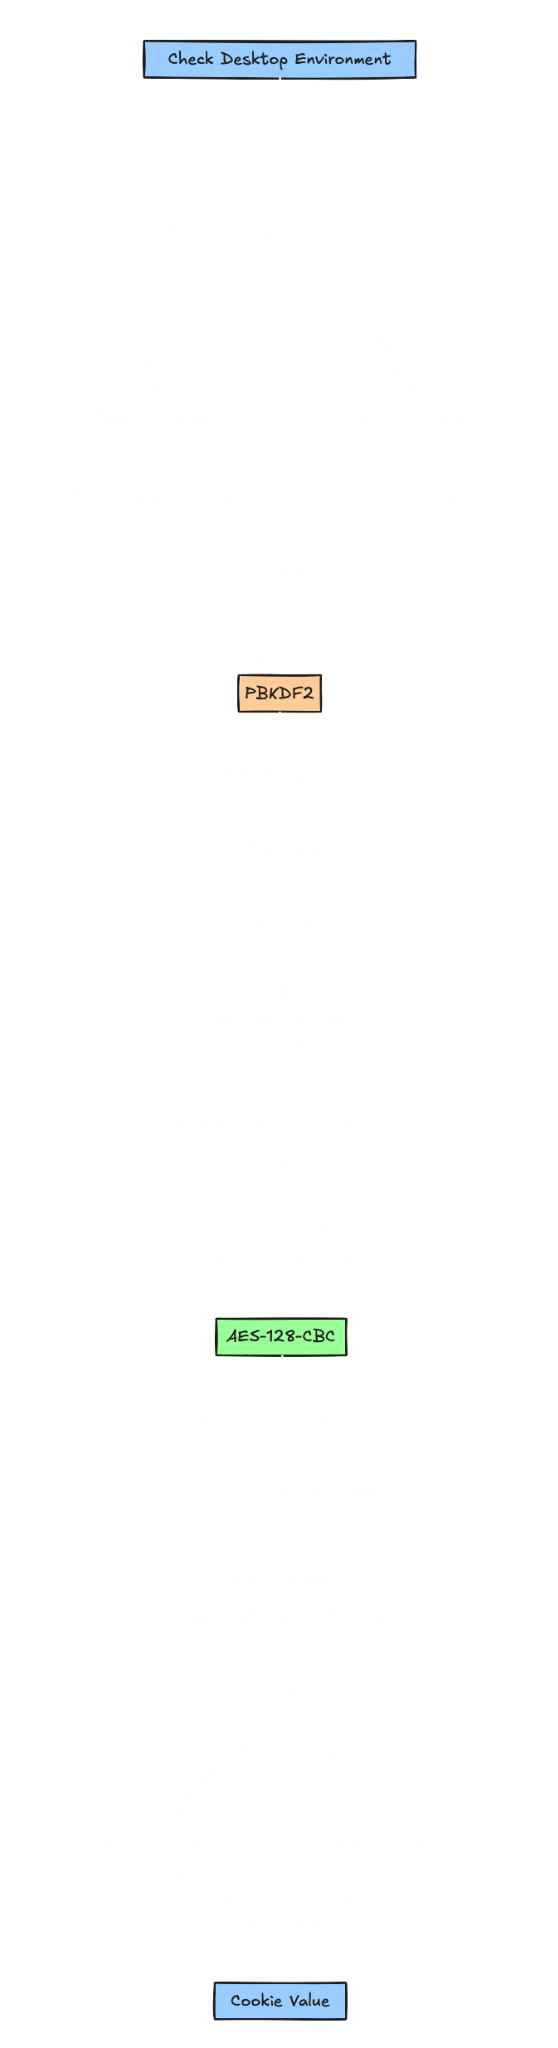 Check Desktop Environment
PBKDF2
AES-128-CBC
Cookie Value